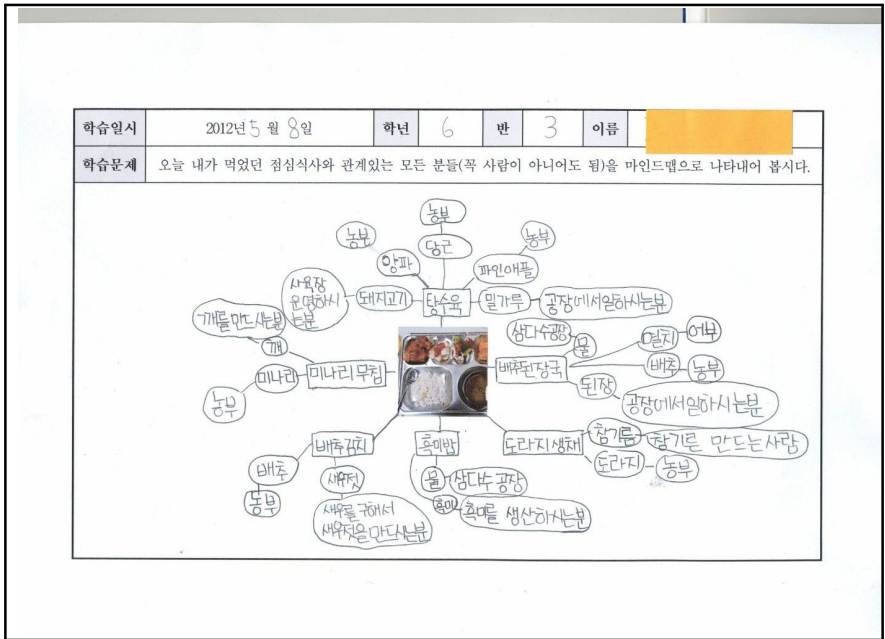 학습일시 2012년 5 월 8일 학년 6 반 3 이름
학습문제 오늘 내가 먹었던 점심식사와 관계있는 모든 분들(꼭 사람이 아니어도 됨)을 마인드맵으로 나타내어 봅시다.
농부
농부 당근 농부
양파 파인애플
사육장
운영하시
는분
돼지고기 탕수육 밀가루 공장에서일하시는분
깨를 만드시는분
깨
미나리 미나리무침
농부
삼다수공장
물
배추된장국
멸치 어부
배추 농부
된장
공장에서일하시는분
배추김치
배추
농부
새우젓
새우를 구해서
새우젓을만드시는분
흑미밥
물 삼다수 공장
흑미 흑미를 생산하시는분
도라지생채
참기름 참기름 만드는사람
도라지 농부